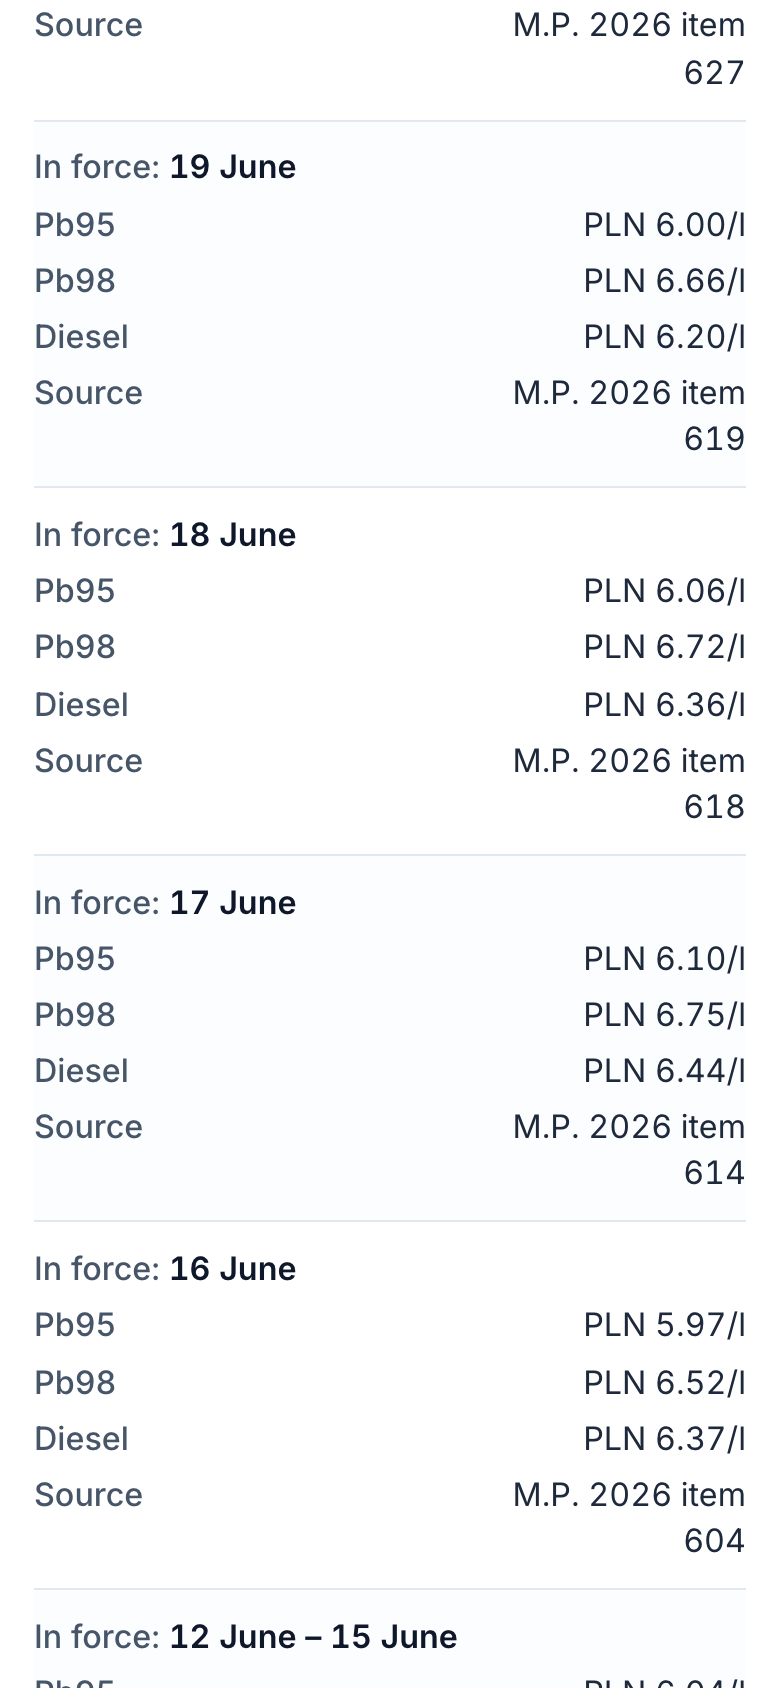 Source M.P. 2026 item
627
In force: 19 June
Pb95 PLN 6.00/l
Pb98 PLN 6.66/l
Diesel PLN 6.20/l
Source M.P. 2026 item
619
In force: 18 June
Pb95 PLN 6.06/l
Pb98 PLN 6.72/l
Diesel PLN 6.36/l
Source M.P. 2026 item
618
In force: 17 June
Pb95 PLN 6.10/l
Pb98 PLN 6.75/l
Diesel PLN 6.44/l
Source M.P. 2026 item
614
In force: 16 June
Pb95 PLN 5.97/l
Pb98 PLN 6.52/l
Diesel PLN 6.37/l
Source M.P. 2026 item
604
In force: 12 June – 15 June
Pb95 PLN